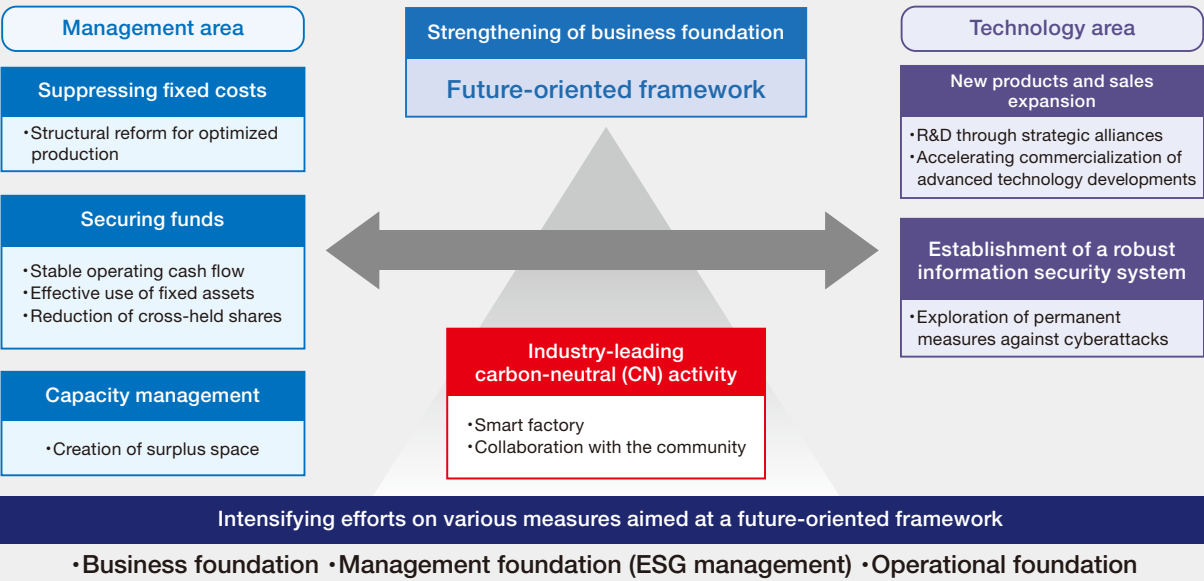 Management area
Suppressing fixed costs
・Structural reform for optimized
production
Securing funds
・Stable operating cash flow
・Effective use of fixed assets
・Reduction of cross-held shares
Capacity management
・Creation of surplus space
Strengthening of business foundation
Future-oriented framework
Industry-leading
carbon-neutral (CN) activity
・Smart factory
・Collaboration with the community
Technology area
New products and sales
expansion
・R&D through strategic alliances
・Accelerating commercialization of
advanced technology developments
Establishment of a robust
information security system
・Exploration of permanent
measures against cyberattacks
Intensifying efforts on various measures aimed at a future-oriented framework
・Business foundation ・Management foundation (ESG management) ・Operational foundation